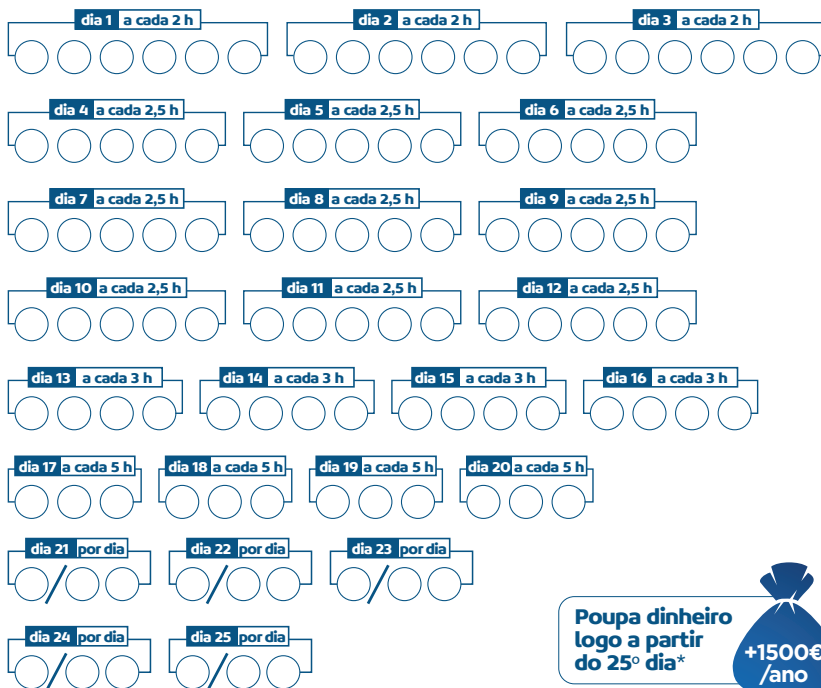 dia 1 a cada 2 h dia 2 a cada 2 h dia 3 a cada 2 h
dia 4 a cada 2,5 h dia 5 a cada 2,5 h dia 6 a cada 2,5 h
dia 7 a cada 2,5 h dia 8 a cada 2,5 h dia 9 a cada 2,5 h
dia 10 a cada 2,5 h dia 11 a cada 2,5 h dia 12 a cada 2,5 h
dia 13 a cada 3 h dia 14 a cada 3 h dia 15 a cada 3 h dia 16 a cada 3 h
dia 17 a cada 5 h dia 18 a cada 5 h dia 19 a cada 5 h dia 20 a cada 5 h
dia 21 por dia dia 22 por dia dia 23 por dia
dia 24 por dia dia 25 por dia
Poupa dinheiro
logo a partir
do 25º dia*
+1500€
/ano